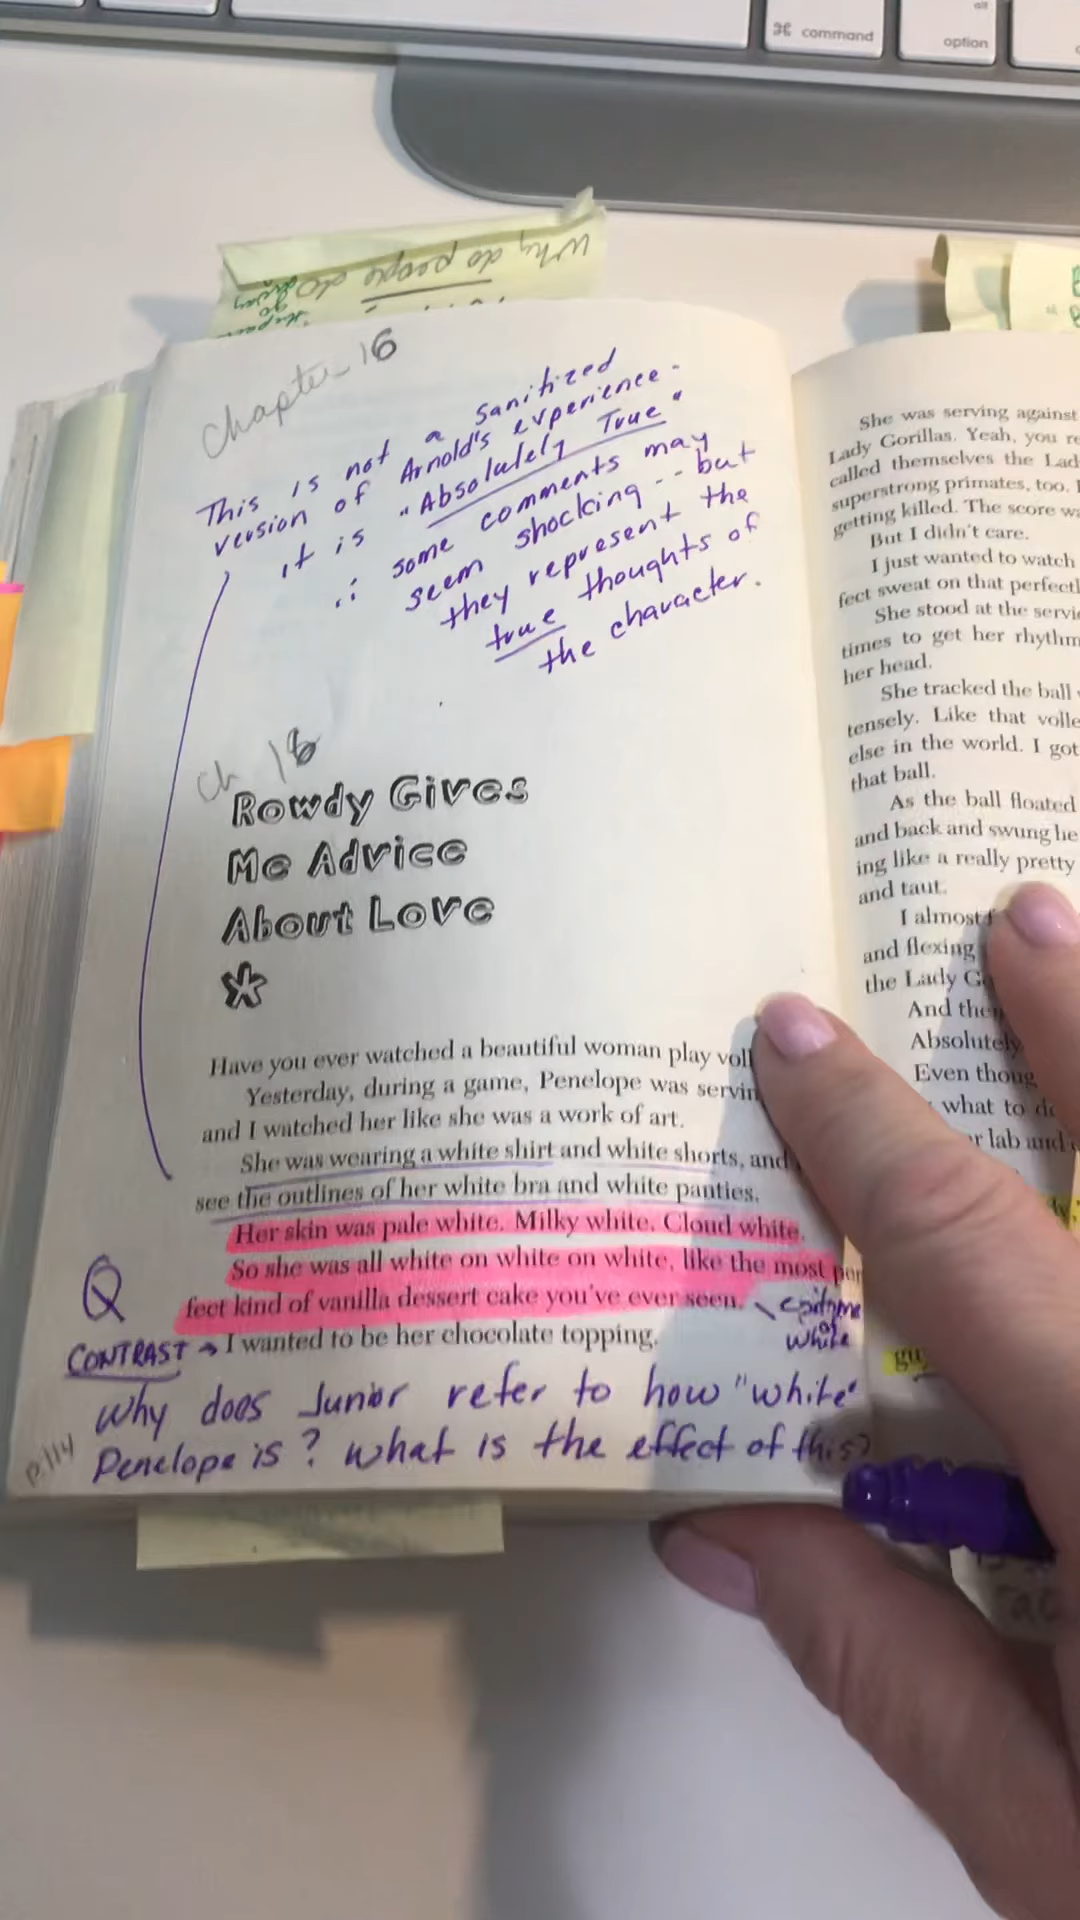 ⌘ command
alt
option
Why do people do
Chapter 16
This is not a sanitized
version of Arnold's experience.
it is "Absolutely True"
∴ some comments may
seem shocking -- but
they represent the
true thoughts of
the character.
Ch 16
Rowdy Gives
Me Advice
About Love
*
Have you ever watched a beautiful woman play
Yesterday, during a game, Penelope was
and I watched her like she was a work of art.
She was wearing a white shirt and white shorts, and
see the outlines of her white bra and white panties.
Her skin was pale white. Milky white. Cloud white.
So she was all white on white on white, like the most per
fect kind of vanilla dessert cake you've ever seen.
epitome
of
white
Q
CONTRAST → I wanted to be her chocolate topping.
Why does Junior refer to how "white"
Penelope is? What is the effect of this?
p.114
She was serving against
Lady Gorillas. Yeah, you
called themselves the
superstrong primates, too.
getting killed. The score
But I didn't care.
I just wanted to watch
fect sweat on that
She stood at the
times to get her rhythm
her head.
She tracked the ball
tensely. Like that
else in the world. I got
that ball.
As the ball floated
and back and swung
ing like a really pretty
and taut.
I almost
and flexing
the Lady
And
Absolutely
Even
what to
lab and